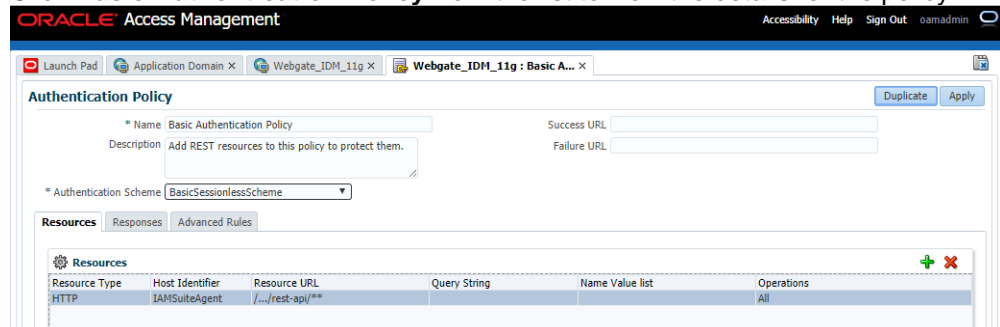 ORACLE Access Management
Accessibility Help Sign Out oamadmin
Launch Pad Application Domain × Webgate_IDM_11g × Webgate_IDM_11g : Basic A... ×
Authentication Policy
Duplicate Apply
* Name Basic Authentication Policy Success URL
Description Add REST resources to this policy to protect them. Failure URL
* Authentication Scheme BasicSessionlessScheme
Resources Responses Advanced Rules
Resources
Resource Type Host Identifier Resource URL Query String Name Value list Operations
HTTP IAMSuiteAgent /.../rest-api/** All